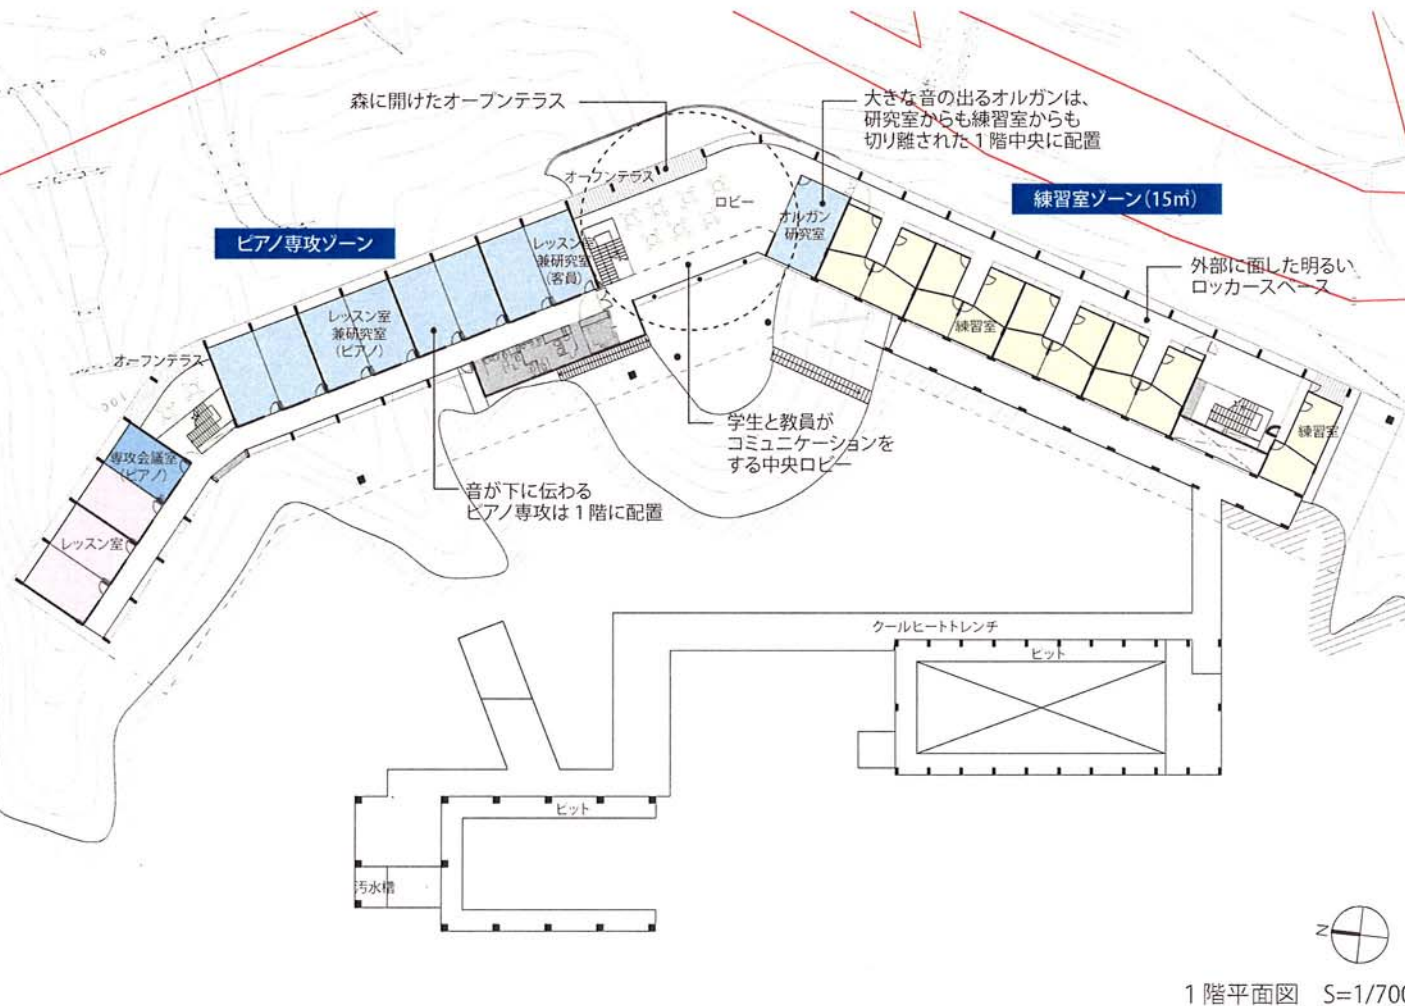 森に開けたオープンテラス
大きな音の出るオルガンは、
研究室からも練習室からも
切り離された1階中央に配置
オープンテラス
ロビー
練習室ゾーン(15㎡)
ピアノ専攻ゾーン
オルガン
研究室
レッスン室
兼研究室
(客員)
外部に面した明るい
ロッカースペース
レッスン室
兼研究室
(ピアノ)
練習室
オープンテラス
学生と教員が
コミュニケーションを
する中央ロビー
練習室
専攻会議室
(ピアノ)
音が下に伝わる
ピアノ専攻は1階に配置
レッスン室
クールヒートトレンチ
ピット
ピット
汚水槽
N
1階平面図 S=1/700